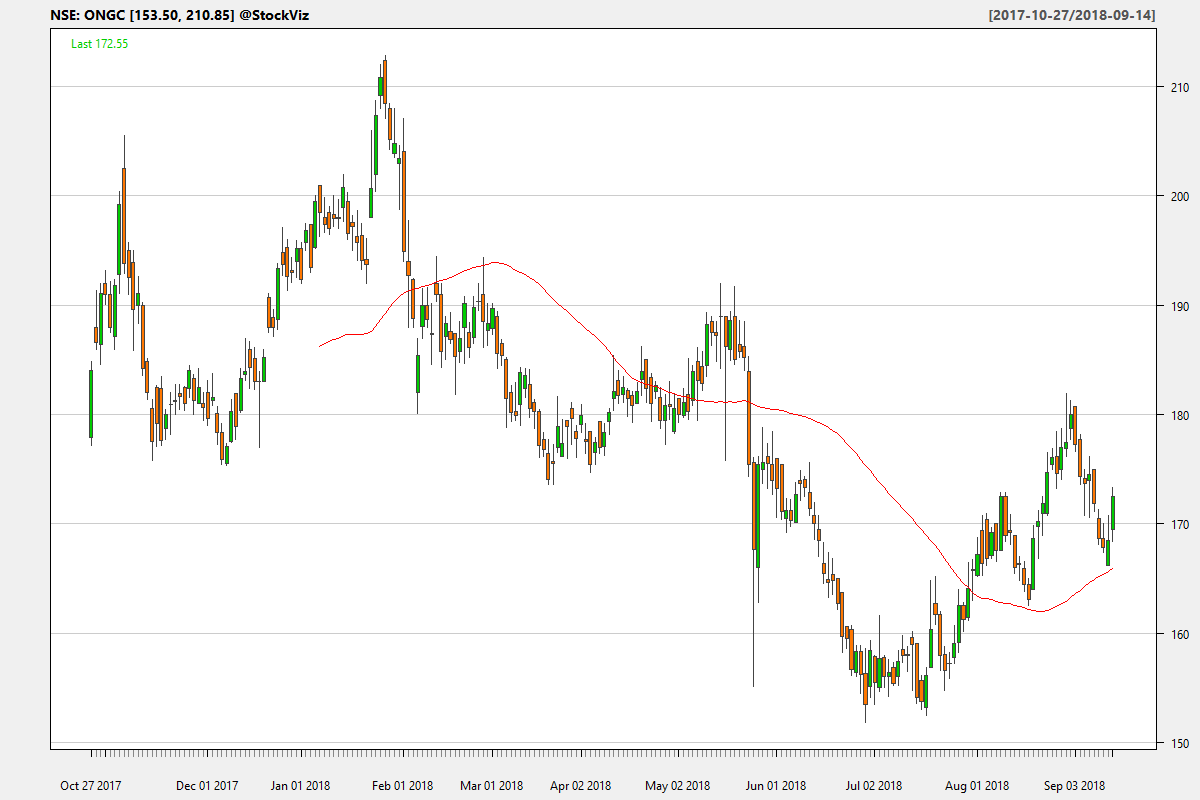 NSE: ONGC [153.50, 210.85] @StockViz [2017-10-27/2018-09-14]
Last 172.55
210
200
190
180
170
160
150
Oct 27 2017 Dec 01 2017 Jan 01 2018 Feb 01 2018 Mar 01 2018 Apr 02 2018 May 02 2018 Jun 01 2018 Jul 02 2018 Aug 01 2018 Sep 03 2018